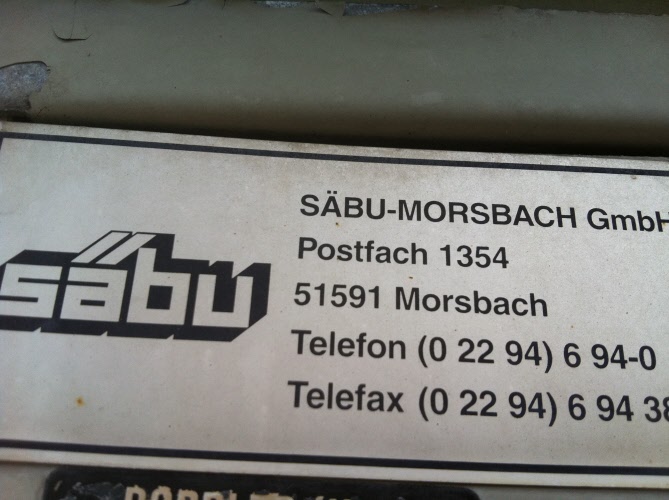 säbu
SÄBU-MORSBACH GmbH
Postfach 1354
51591 Morsbach
Telefon (0 22 94) 6 94-0
Telefax (0 22 94) 6 94 38